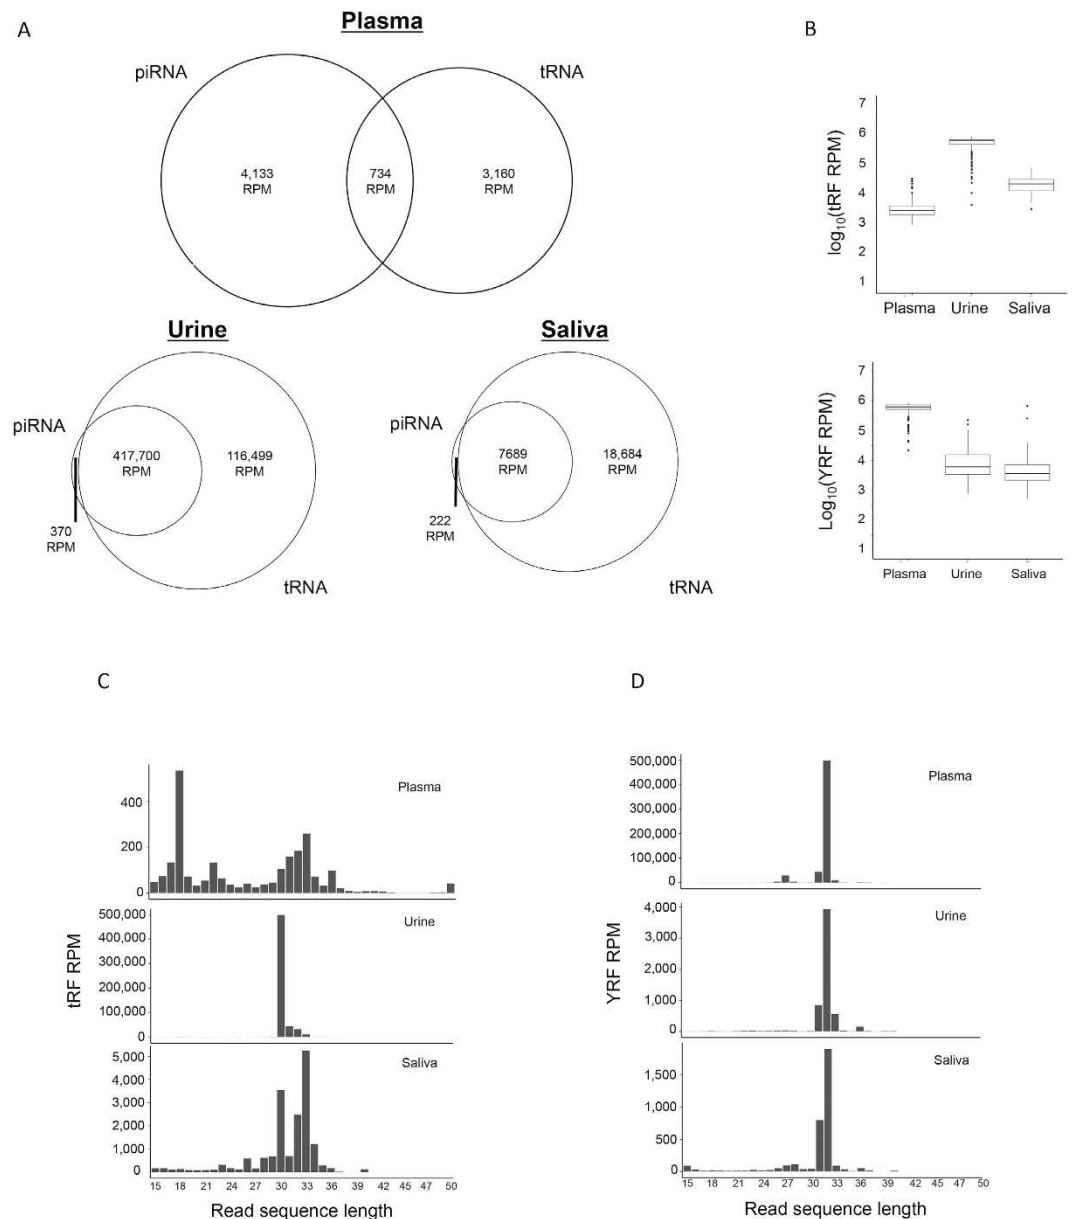 A
Plasma
piRNA
tRNA
4,133
RPM
734
RPM
3,160
RPM
Urine
piRNA
417,700
RPM
116,499
RPM
370
RPM
tRNA
Saliva
piRNA
7689
RPM
18,684
RPM
222
RPM
tRNA
B
log10(tRF RPM)
7
6
5
4
3
2
1
Plasma Urine Saliva
Log10(YRF RPM)
7
6
5
4
3
2
1
Plasma Urine Saliva
C
tRF RPM
Plasma
400
200
0
Urine
500,000
400,000
300,000
200,000
100,000
0
Saliva
5,000
4,000
3,000
2,000
1,000
0
15 18 21 24 27 30 33 36 39 42 45 47 50
Read sequence length
D
YRF RPM
Plasma
500,000
400,000
300,000
200,000
100,000
0
Urine
4,000
3,000
2,000
1,000
0
Saliva
1,500
1,000
500
0
15 18 21 24 27 30 33 36 39 42 45 47 50
Read sequence length